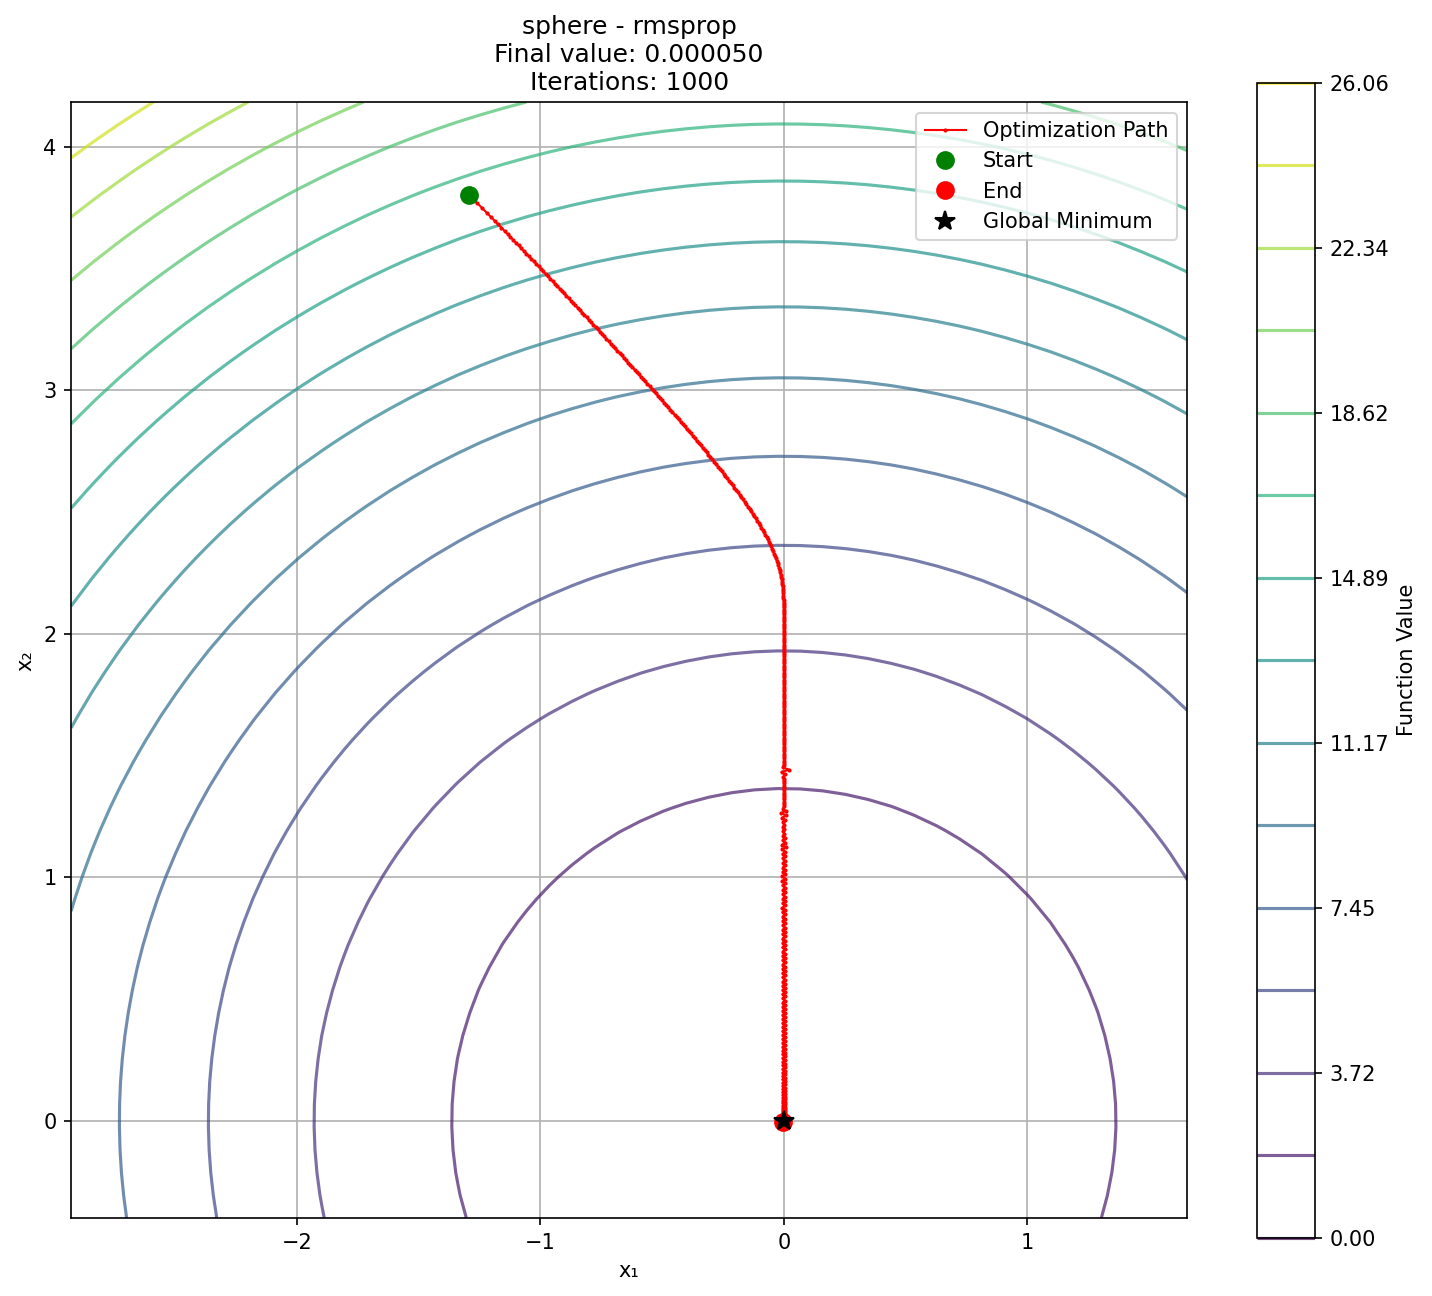 sphere - rmsprop
Final value: 0.000050
Iterations: 1000
Optimization Path
Start
End
Global Minimum
4
3
2
1
0
x₂
−2
−1
0
1
x₁
26.06
22.34
18.62
14.89
11.17
7.45
3.72
0.00
Function Value